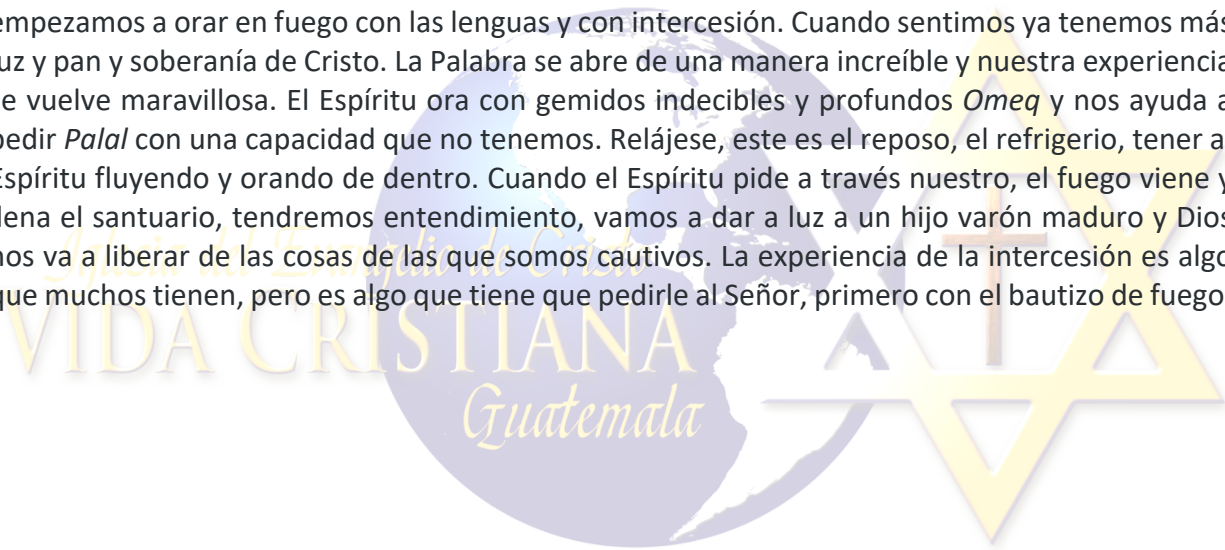 empezamos a orar en fuego con las lenguas y con intercesión. Cuando sentimos ya tenemos más
uz y pan y soberanía de Cristo. La Palabra se abre de una manera increíble y nuestra experiencia
e vuelve maravillosa. El Espíritu ora con gemidos indecibles y profundos Omeq y nos ayuda a
pedir Palal con una capacidad que no tenemos. Relájese, este es el reposo, el refrigerio, tener a
Espíritu fluyendo y orando de dentro. Cuando el Espíritu pide a través nuestro, el fuego viene y
lena el santuario, tendremos entendimiento, vamos a dar a luz a un hijo varón maduro y Dios
nos va a liberar de las cosas de las que somos cautivos. La experiencia de la intercesión es algo
que muchos tienen, pero es algo que tiene que pedirle al Señor, primero con el bautizo de fuego
Iglesia del Evangelio de Cristo
VIDA CRISTIANA
Guatemala